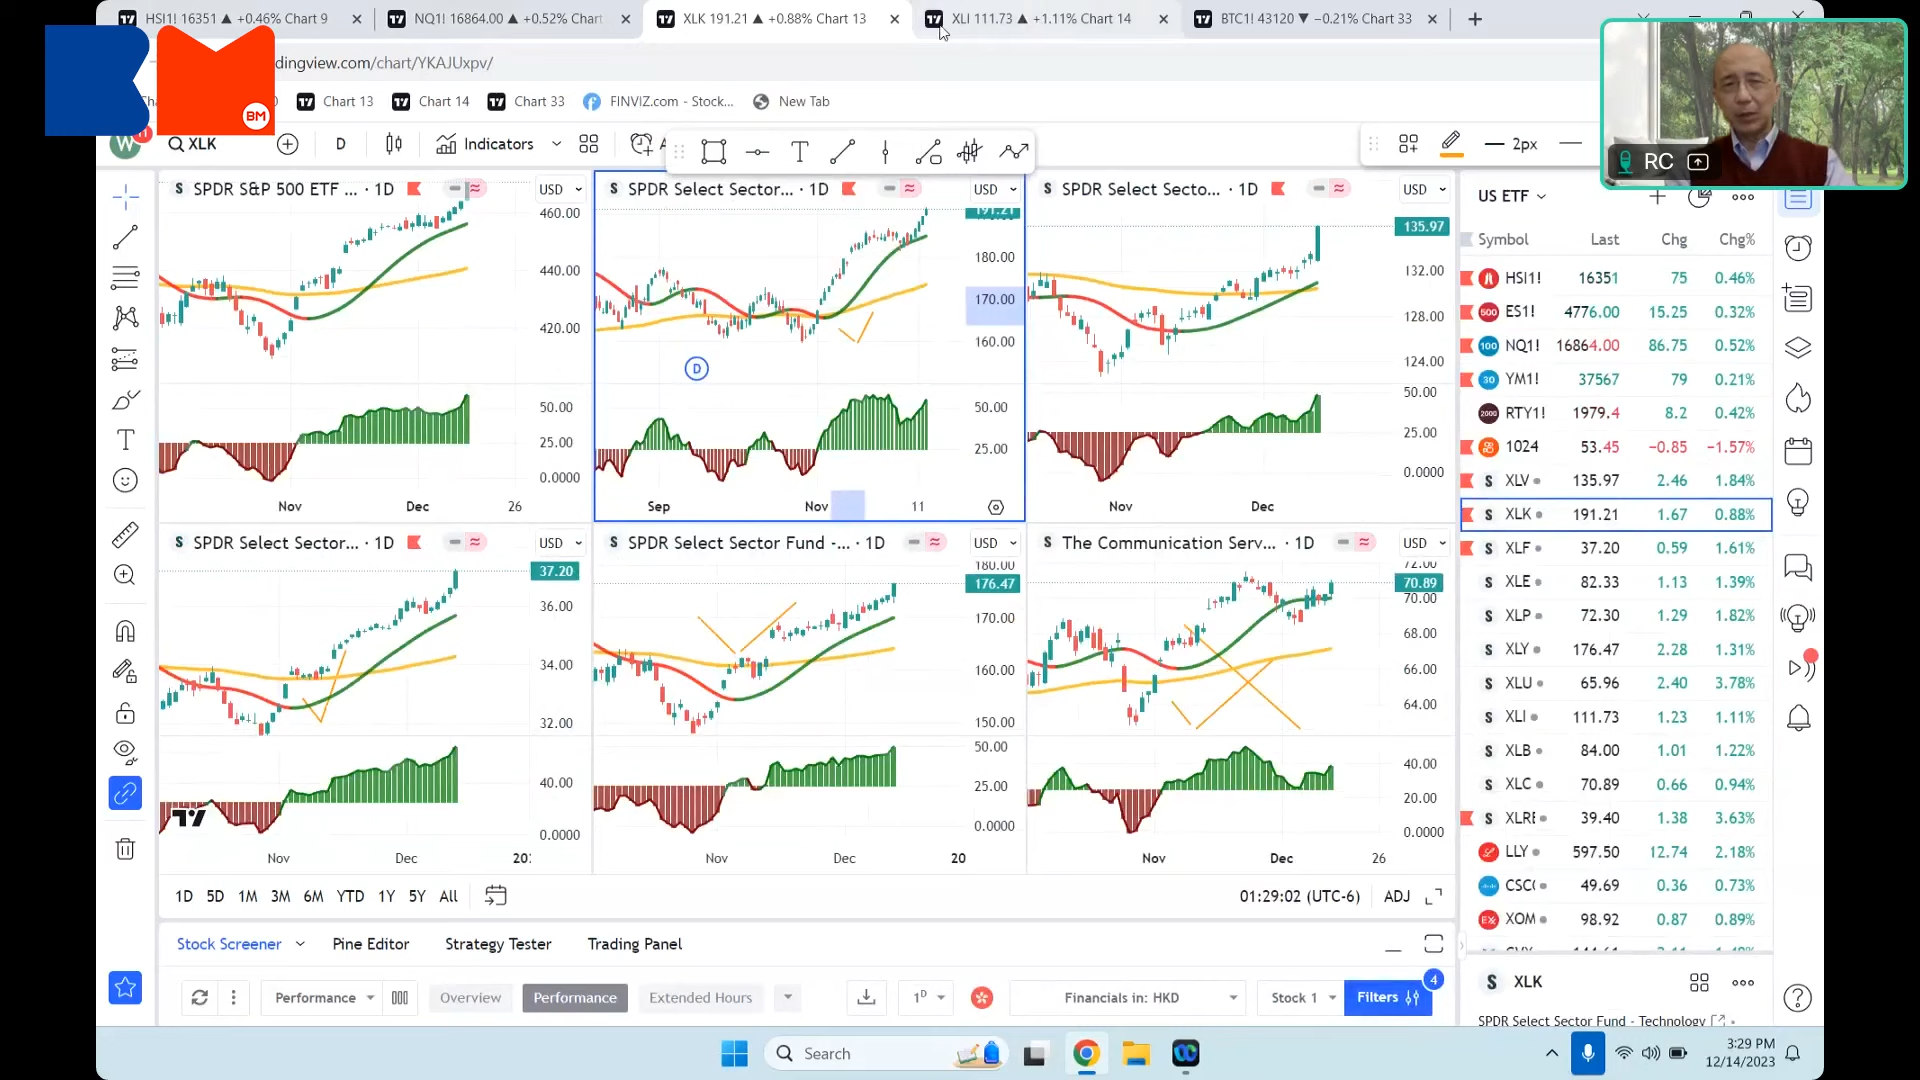 HSI1! 16351 ▲ +0.46% Chart 9
NQ1! 16864.00 ▲ +0.52% Chart
XLK 191.21 ▲ +0.88% Chart 13
XLI 111.73 ▲ +1.11% Chart 14
BTC1! 43120 ▼ −0.21% Chart 33
dingview.com/chart/YKAJUxpv/
BM
Chart 13
Chart 14
Chart 33
FINVIZ.com - Stock...
New Tab
W
11
XLK
D
Indicators
2px
RC
SPDR S&P 500 ETF ... · 1D
USD
460.00
440.00
420.00
50.00
25.00
0.0000
Nov
Dec
26
SPDR Select Sector... · 1D
USD
191.21
180.00
170.00
160.00
D
50.00
25.00
Sep
Nov
11
SPDR Select Secto... · 1D
USD
135.97
132.00
128.00
124.00
50.00
25.00
0.0000
Nov
Dec
SPDR Select Sector... · 1D
USD
37.20
36.00
34.00
32.00
40.00
0.0000
Nov
Dec
SPDR Select Sector Fund -... · 1D
USD
180.00
176.47
170.00
160.00
150.00
50.00
25.00
0.0000
Nov
Dec
20
The Communication Serv... · 1D
USD
72.00
70.89
70.00
68.00
66.00
64.00
40.00
20.00
0.0000
Nov
Dec
26
US ETF
Symbol Last Chg Chg%
HSI1! 16351 75 0.46%
500 ES1! 4776.00 15.25 0.32%
100 NQ1! 16864.00 86.75 0.52%
30 YM1! 37567 79 0.21%
2000 RTY1! 1979.4 8.2 0.42%
1024 53.45 −0.85 −1.57%
XLV 135.97 2.46 1.84%
XLK 191.21 1.67 0.88%
XLF 37.20 0.59 1.61%
XLE 82.33 1.13 1.39%
XLP 72.30 1.29 1.82%
XLY 176.47 2.28 1.31%
XLU 65.96 2.40 3.78%
XLI 111.73 1.23 1.11%
XLB 84.00 1.01 1.22%
XLC 70.89 0.66 0.94%
XLRE 39.40 1.38 3.63%
LLY 597.50 12.74 2.18%
CSC 49.69 0.36 0.73%
XOM 98.92 0.87 0.89%
1D 5D 1M 3M 6M YTD 1Y 5Y All
01:29:02 (UTC-6) ADJ
Stock Screener Pine Editor Strategy Tester Trading Panel
Performance Overview Performance Extended Hours 1D Financials in: HKD Stock 1 Filters 4
XLK
SPDR Select Sector Fund - Technology
Search
3:29 PM
12/14/2023